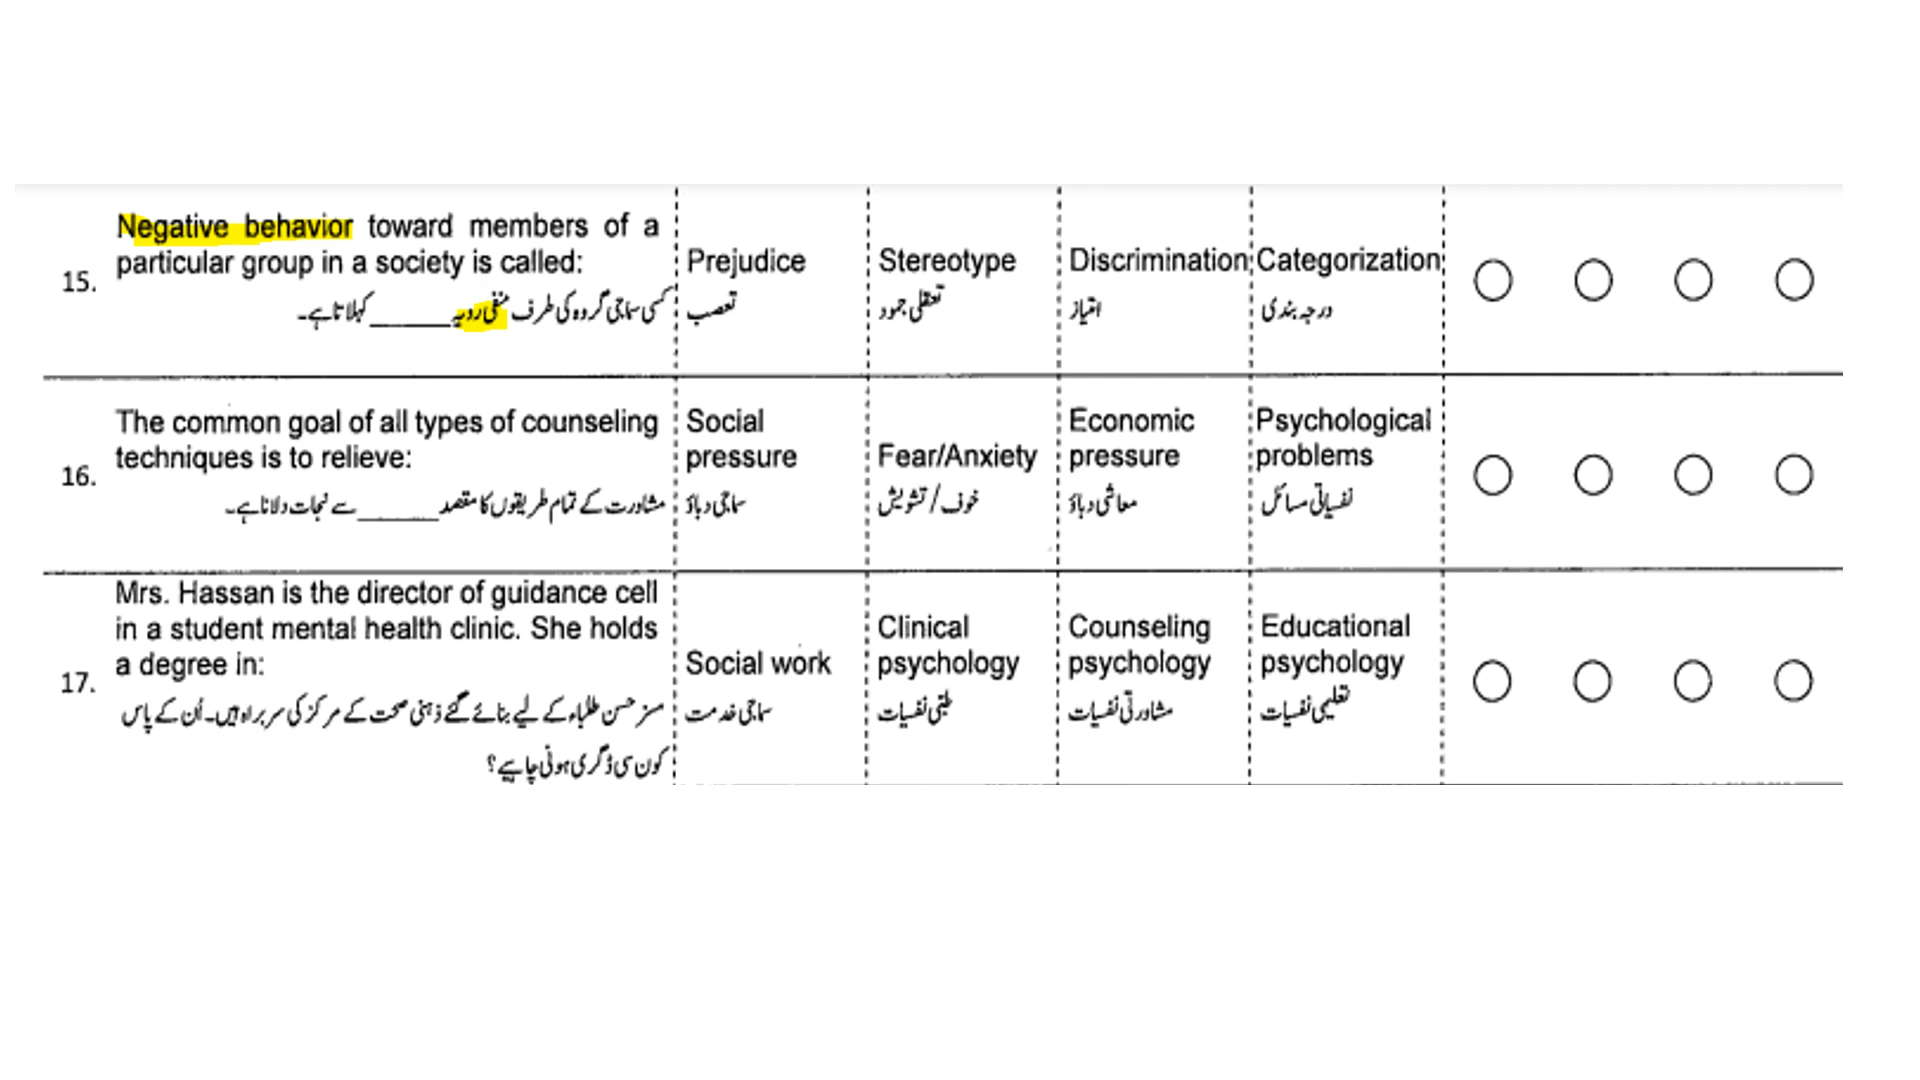 15.
Negative behavior toward members of a
particular group in a society is called:
کسی سماجی گروہ کی طرف منفی رویہ ______ کہلاتا ہے۔
Prejudice
تعصب
Stereotype
تعقلی جمود
Discrimination
امتیاز
Categorization
درجہ بندی
16.
The common goal of all types of counseling
techniques is to relieve:
مشاورت کے تمام طریقوں کا مقصد ______ سے نجات دلانا ہے۔
Social
pressure
سماجی دباؤ
Fear/Anxiety
خوف / تشویش
Economic
pressure
معاشی دباؤ
Psychological
problems
نفسیاتی مسائل
17.
Mrs. Hassan is the director of guidance cell
in a student mental health clinic. She holds
a degree in:
مسز حسن طلباء کے لیے بنائے گئے ذہنی صحت کے مرکز کی سربراہ ہیں۔ اُن کے پاس
کون سی ڈگری ہونی چاہیے؟
Social work
سماجی خدمت
Clinical
psychology
طبّی نفسیات
Counseling
psychology
مشاورتی نفسیات
Educational
psychology
تعلیمی نفسیات